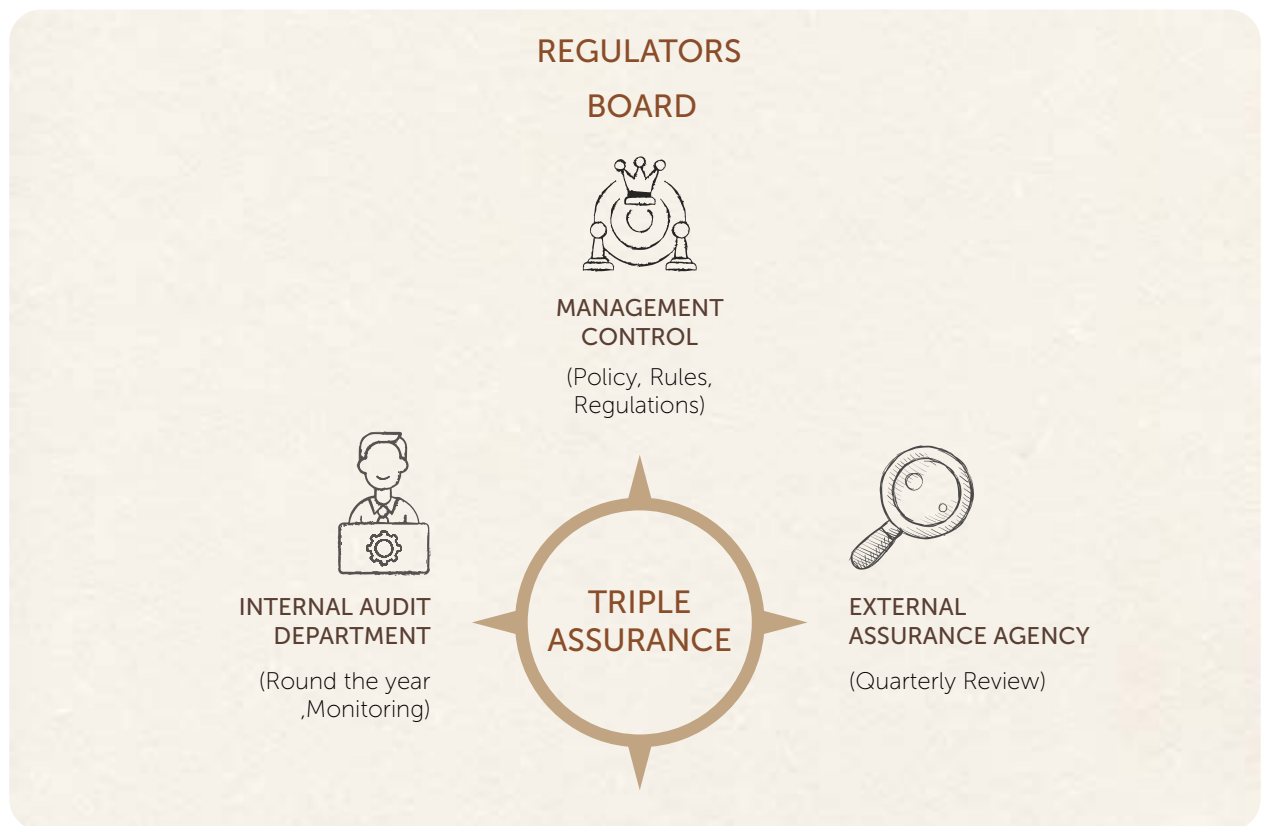 REGULATORS
BOARD
MANAGEMENT
CONTROL
(Policy, Rules,
Regulations)
INTERNAL AUDIT
DEPARTMENT
(Round the year
,Monitoring)
TRIPLE
ASSURANCE
EXTERNAL
ASSURANCE AGENCY
(Quarterly Review)